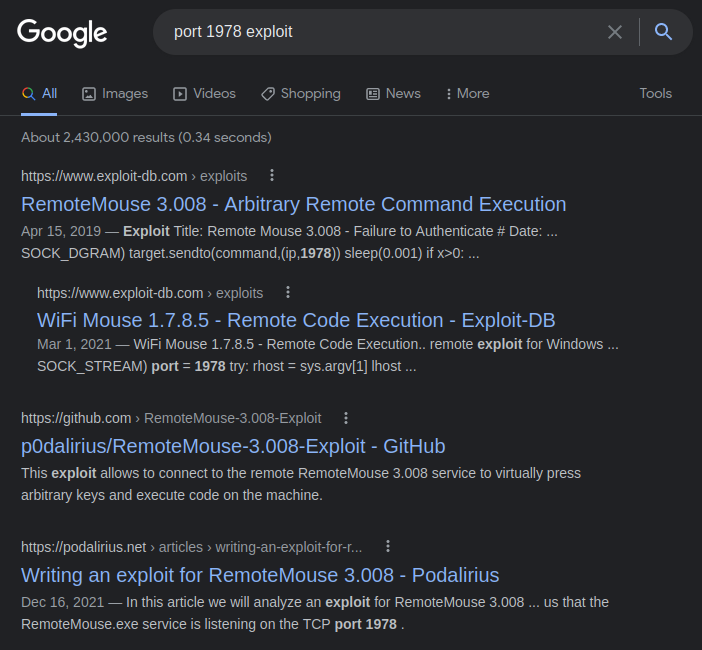 Google
port 1978 exploit
All Images Videos Shopping News More Tools
About 2,430,000 results (0.34 seconds)
https://www.exploit-db.com › exploits
RemoteMouse 3.008 - Arbitrary Remote Command Execution
Apr 15, 2019 — Exploit Title: Remote Mouse 3.008 - Failure to Authenticate # Date: ...
SOCK_DGRAM) target.sendto(command,(ip,1978)) sleep(0.001) if x>0: ...
https://www.exploit-db.com › exploits
WiFi Mouse 1.7.8.5 - Remote Code Execution - Exploit-DB
Mar 1, 2021 — WiFi Mouse 1.7.8.5 - Remote Code Execution.. remote exploit for Windows ...
SOCK_STREAM) port = 1978 try: rhost = sys.argv[1] lhost ...
https://github.com › RemoteMouse-3.008-Exploit
p0dalirius/RemoteMouse-3.008-Exploit - GitHub
This exploit allows to connect to the remote RemoteMouse 3.008 service to virtually press
arbitrary keys and execute code on the machine.
https://podalirius.net › articles › writing-an-exploit-for-r...
Writing an exploit for RemoteMouse 3.008 - Podalirius
Dec 16, 2021 — In this article we will analyze an exploit for RemoteMouse 3.008 ... us that the
RemoteMouse.exe service is listening on the TCP port 1978 .